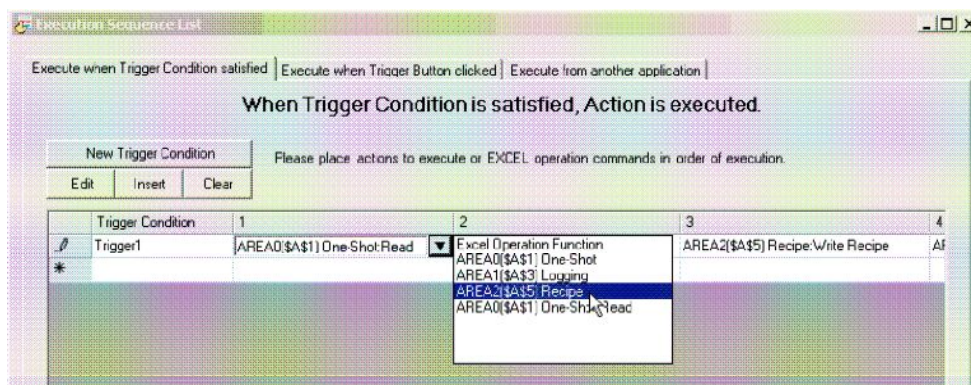 Execution Sequence List
Execute when Trigger Condition satisfied Execute when Trigger Button clicked Execute from another application
When Trigger Condition is satisfied, Action is executed.
New Trigger Condition
Please place actions to execute or EXCEL operation commands in order of execution.
Edit Insert Clear
Trigger Condition 1 2 3 4
Trigger1 AREA0($A$1) One-Shot:Read AREA2($A$5) Recipe:Write Recipe
Excel Operation Function
AREA0($A$1) One-Shot
AREA1($A$3) Logging
AREA2($A$5) Recipe
AREA0($A$1) One-Shot:Read